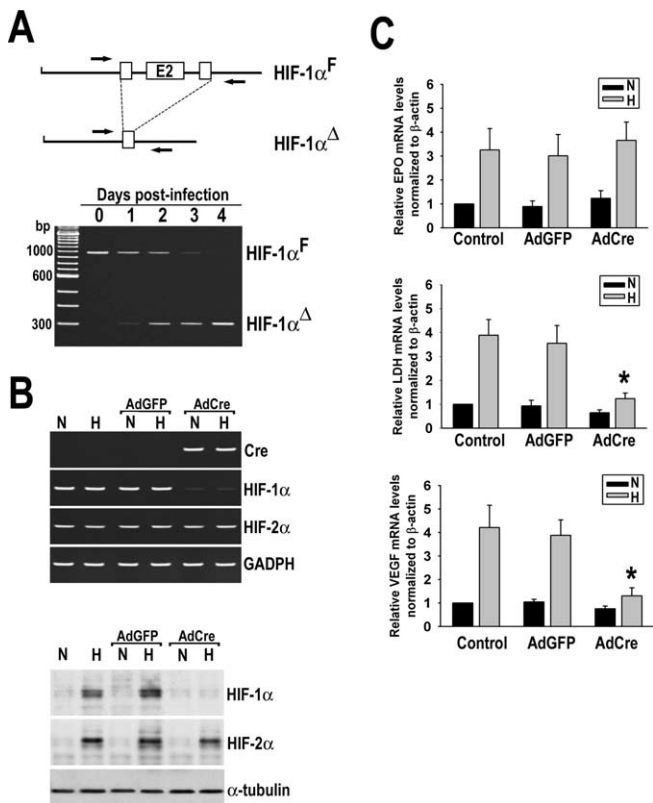 A
E2
HIF-1α^F
HIF-1α^Δ
Days post-infection
bp 0 1 2 3 4
1000
600
300
HIF-1α^F
HIF-1α^Δ
B
AdGFP AdCre
N H N H N H
Cre
HIF-1α
HIF-2α
GADPH
AdGFP AdCre
N H N H N H
HIF-1α
HIF-2α
α-tubulin
C
Relative EPO mRNA levels
normalized to β-actin
6
5
4
3
2
1
0
N
H
Control AdGFP AdCre
Relative LDH mRNA levels
normalized to β-actin
6
5
4
3
2
1
0
N
H
*
Control AdGFP AdCre
Relative VEGF mRNA levels
normalized to β-actin
6
5
4
3
2
1
0
N
H
*
Control AdGFP AdCre